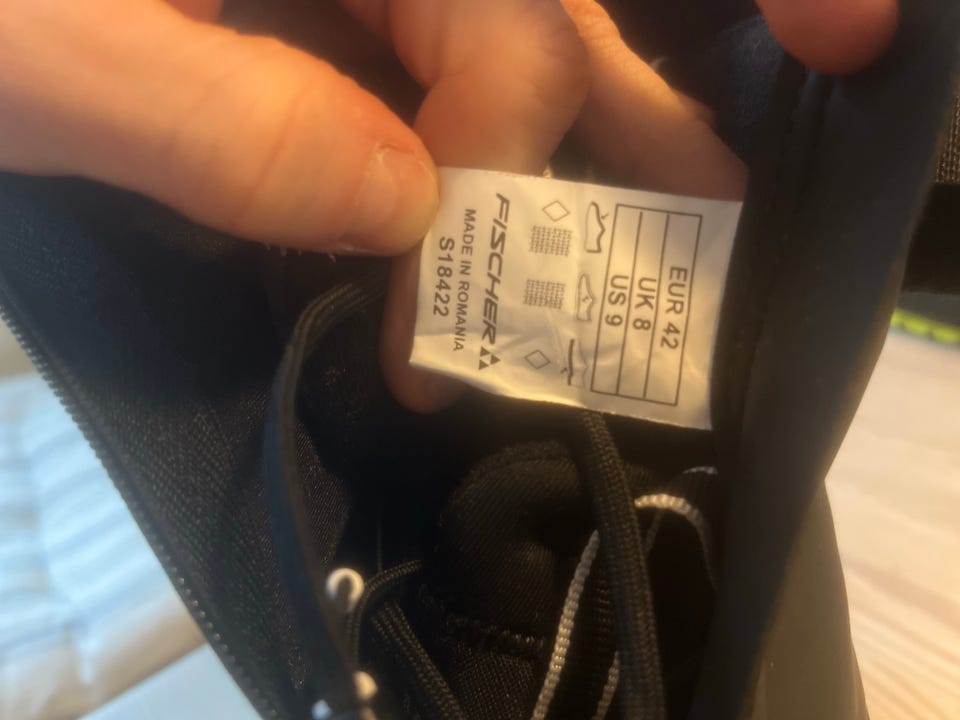 EUR 42
UK 8
US 9
FISCHER
MADE IN ROMANIA
S18422